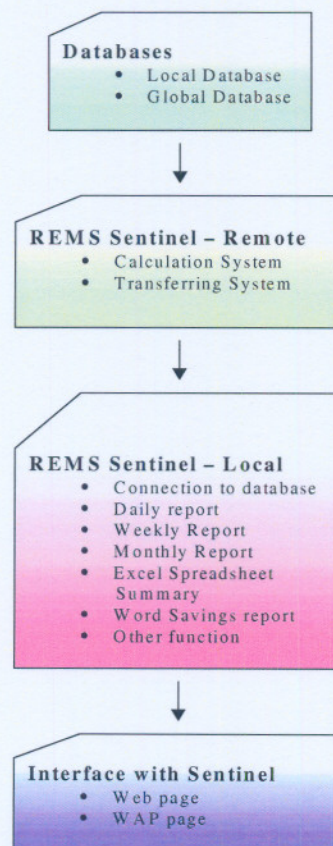 Databases
• Local Database
• Global Database
REMS Sentinel – Remote
• Calculation System
• Transferring System
REMS Sentinel – Local
• Connection to database
• Daily report
• Weekly Report
• Monthly Report
• Excel Spreadsheet
Summary
• Word Savings report
• Other function
Interface with Sentinel
• Web page
• WAP page